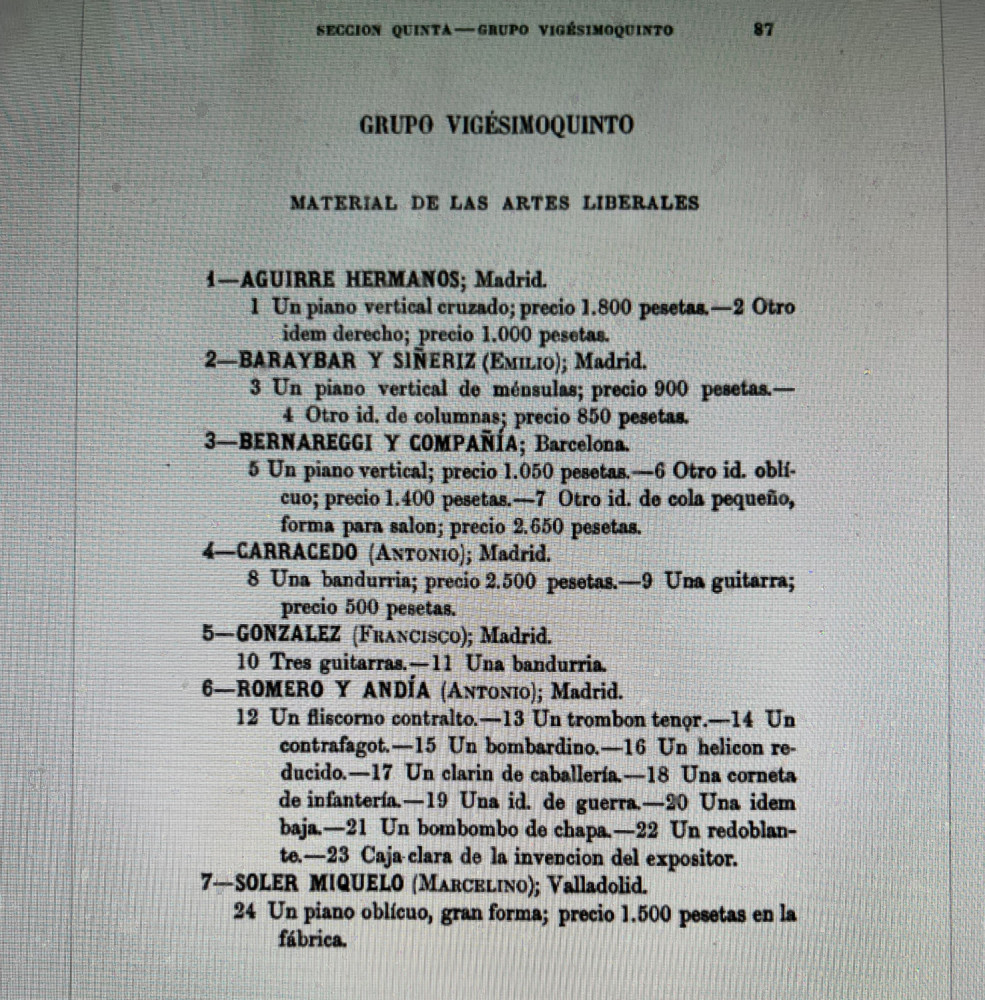 SECCION QUINTA—GRUPO VIGÉSIMOQUINTO 87
GRUPO VIGÉSIMOQUINTO
MATERIAL DE LAS ARTES LIBERALES
1—AGUIRRE HERMANOS; Madrid.
1 Un piano vertical cruzado; precio 1.800 pesetas.—2 Otro
idem derecho; precio 1.000 pesetas.
2—BARAYBAR Y SIÑERIZ (EMILIO); Madrid.
3 Un piano vertical de ménsulas; precio 900 pesetas.—
4 Otro id. de columnas; precio 850 pesetas.
3—BERNAREGGI Y COMPAÑÍA; Barcelona.
5 Un piano vertical; precio 1.050 pesetas.—6 Otro id. oblí-
cuo; precio 1.400 pesetas.—7 Otro id. de cola pequeño,
forma para salon; precio 2.650 pesetas.
4—CARRACEDO (ANTONIO); Madrid.
8 Una bandurria; precio 2.500 pesetas.—9 Una guitarra;
precio 500 pesetas.
5—GONZALEZ (FRANCISCO); Madrid.
10 Tres guitarras.—11 Una bandurria.
6—ROMERO Y ANDÍA (ANTONIO); Madrid.
12 Un fliscorno contralto.—13 Un trombon tenor.—14 Un
contrafagot.—15 Un bombardino.—16 Un helicon re-
ducido.—17 Un clarin de caballería.—18 Una corneta
de infantería.—19 Una id. de guerra.—20 Una idem
baja.—21 Un bombombo de chapa.—22 Un redoblan-
te.—23 Caja clara de la invencion del expositor.
7—SOLER MIQUELO (MARCELINO); Valladolid.
24 Un piano oblícuo, gran forma; precio 1.500 pesetas en la
fábrica.